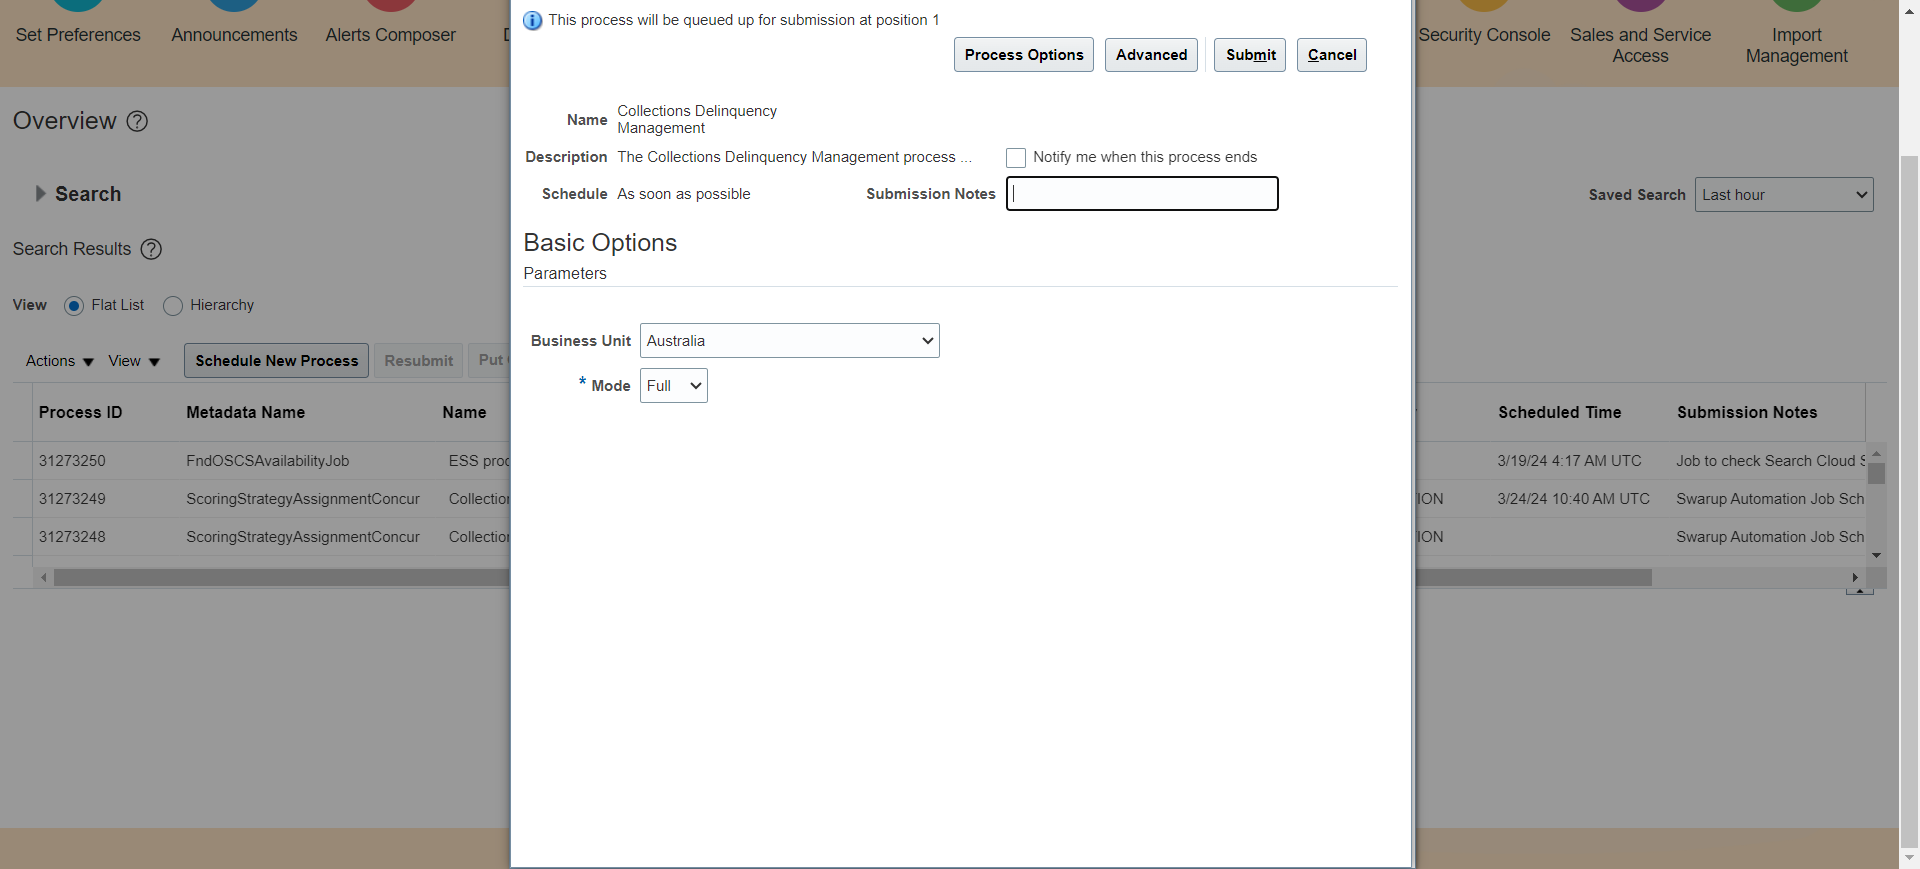 Set Preferences
Announcements
Alerts Composer
Security Console
Sales and Service Access
Import Management
Overview
Search
Saved Search Last hour
Search Results
View Flat List Hierarchy
Actions View Schedule New Process Resubmit Put
Process ID Metadata Name Name Scheduled Time Submission Notes
31273250 FndOSCSAvailabilityJob ESS 3/19/24 4:17 AM UTC Job to check Search Cloud
31273249 ScoringStrategyAssignmentConcur 3/24/24 10:40 AM UTC Swarup Automation Job Sch
31273248 ScoringStrategyAssignmentConcur Swarup Automation Job Sch
This process will be queued up for submission at position 1
Process Options Advanced Submit Cancel
Name Collections Delinquency
Management
Description The Collections Delinquency Management process ... Notify me when this process ends
Schedule As soon as possible Submission Notes
Basic Options
Parameters
Business Unit Australia
* Mode Full